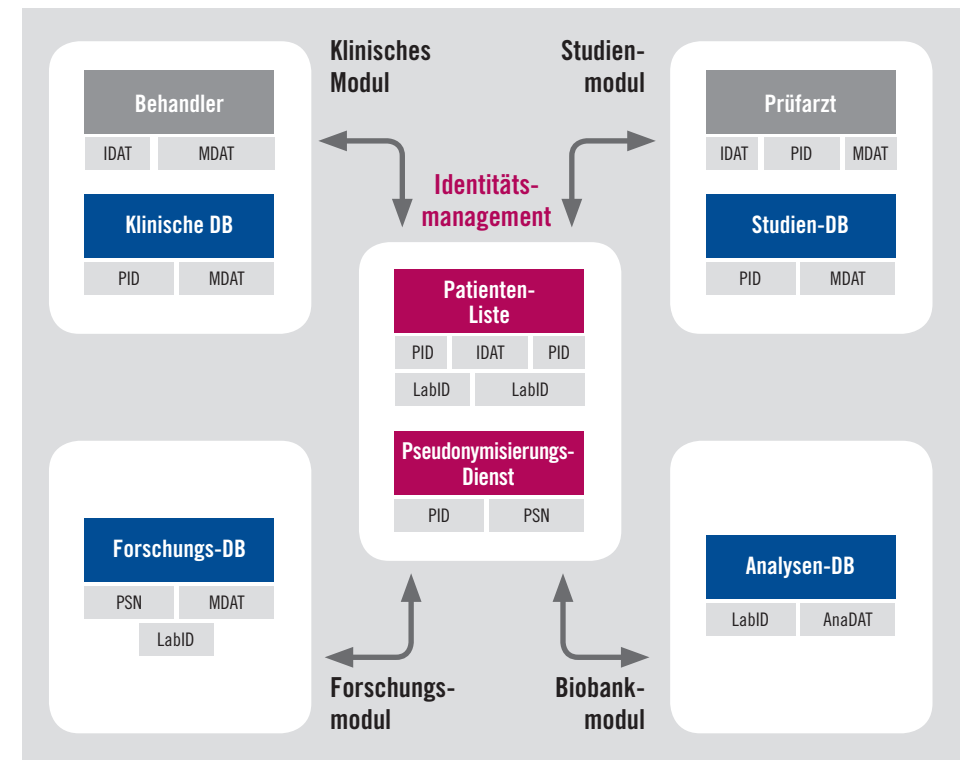 Klinisches
Modul
Studien-
modul
Behandler
IDAT MDAT
Klinische DB
PID MDAT
Prüfarzt
IDAT PID MDAT
Studien-DB
PID MDAT
Identitäts-
management
Patienten-
Liste
PID IDAT PID
LabID LabID
Pseudonymisierungs-
Dienst
PID PSN
Forschungs-DB
PSN MDAT
LabID
Analysen-DB
LabID AnaDAT
Forschungs-
modul
Biobank-
modul